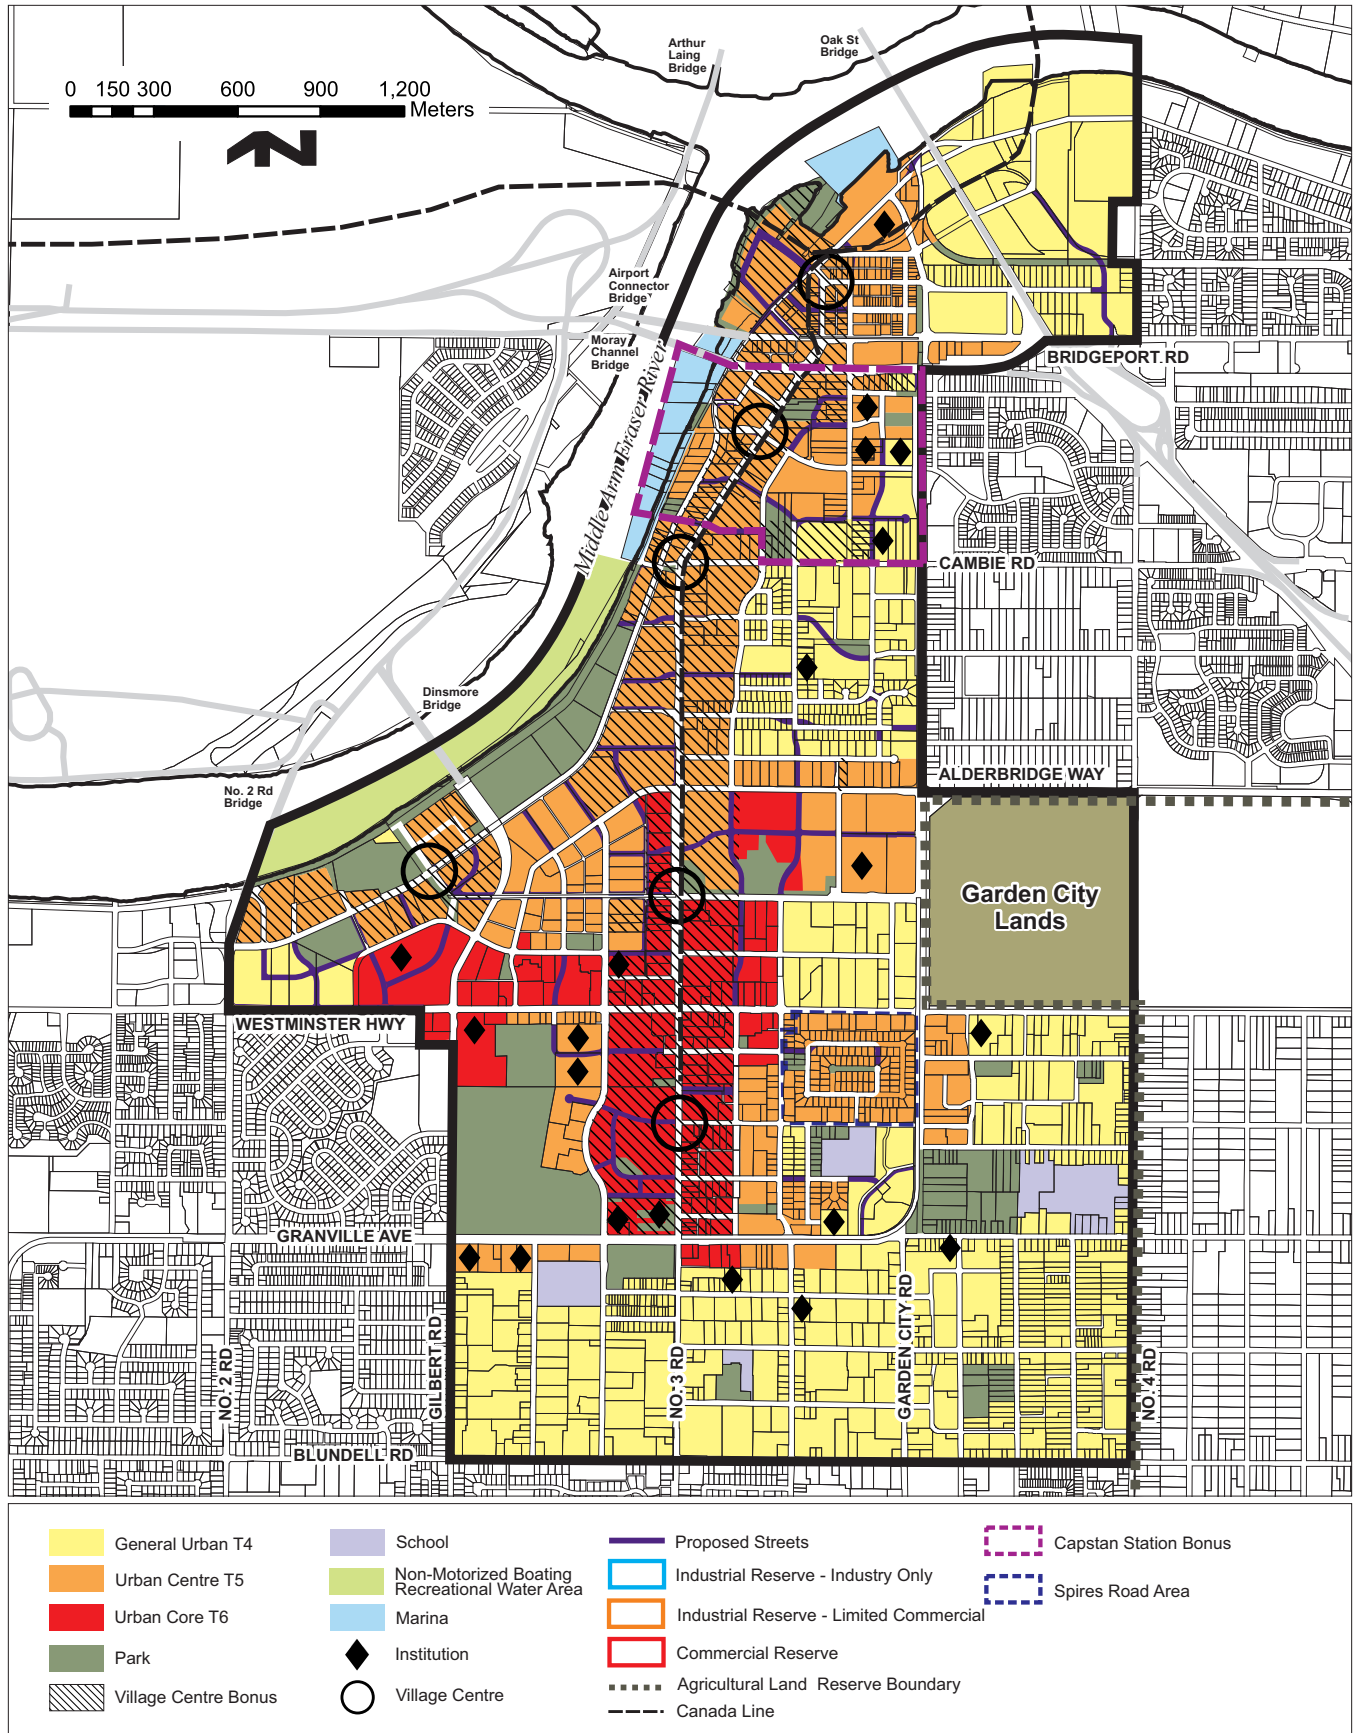 Arthur
Laing
Bridge
Oak St
Bridge
0 150 300 600 900 1,200
Meters
N
Airport
Connector
Bridge
Moray
Channel
Bridge
BRIDGEPORT RD
Middle Arm Fraser River
CAMBIE RD
Dinsmore
Bridge
ALDERBRIDGE WAY
No. 2 Rd
Bridge
Garden City
Lands
WESTMINSTER HWY
GRANVILLE AVE
NO. 2 RD
GILBERT RD
NO. 3 RD
GARDEN CITY RD
NO. 4 RD
BLUNDELL RD
General Urban T4
Urban Centre T5
Urban Core T6
Park
Village Centre Bonus
School
Non-Motorized Boating
Recreational Water Area
Marina
Institution
Village Centre
Proposed Streets
Industrial Reserve - Industry Only
Industrial Reserve - Limited Commercial
Commercial Reserve
Agricultural Land Reserve Boundary
Canada Line
Capstan Station Bonus
Spires Road Area